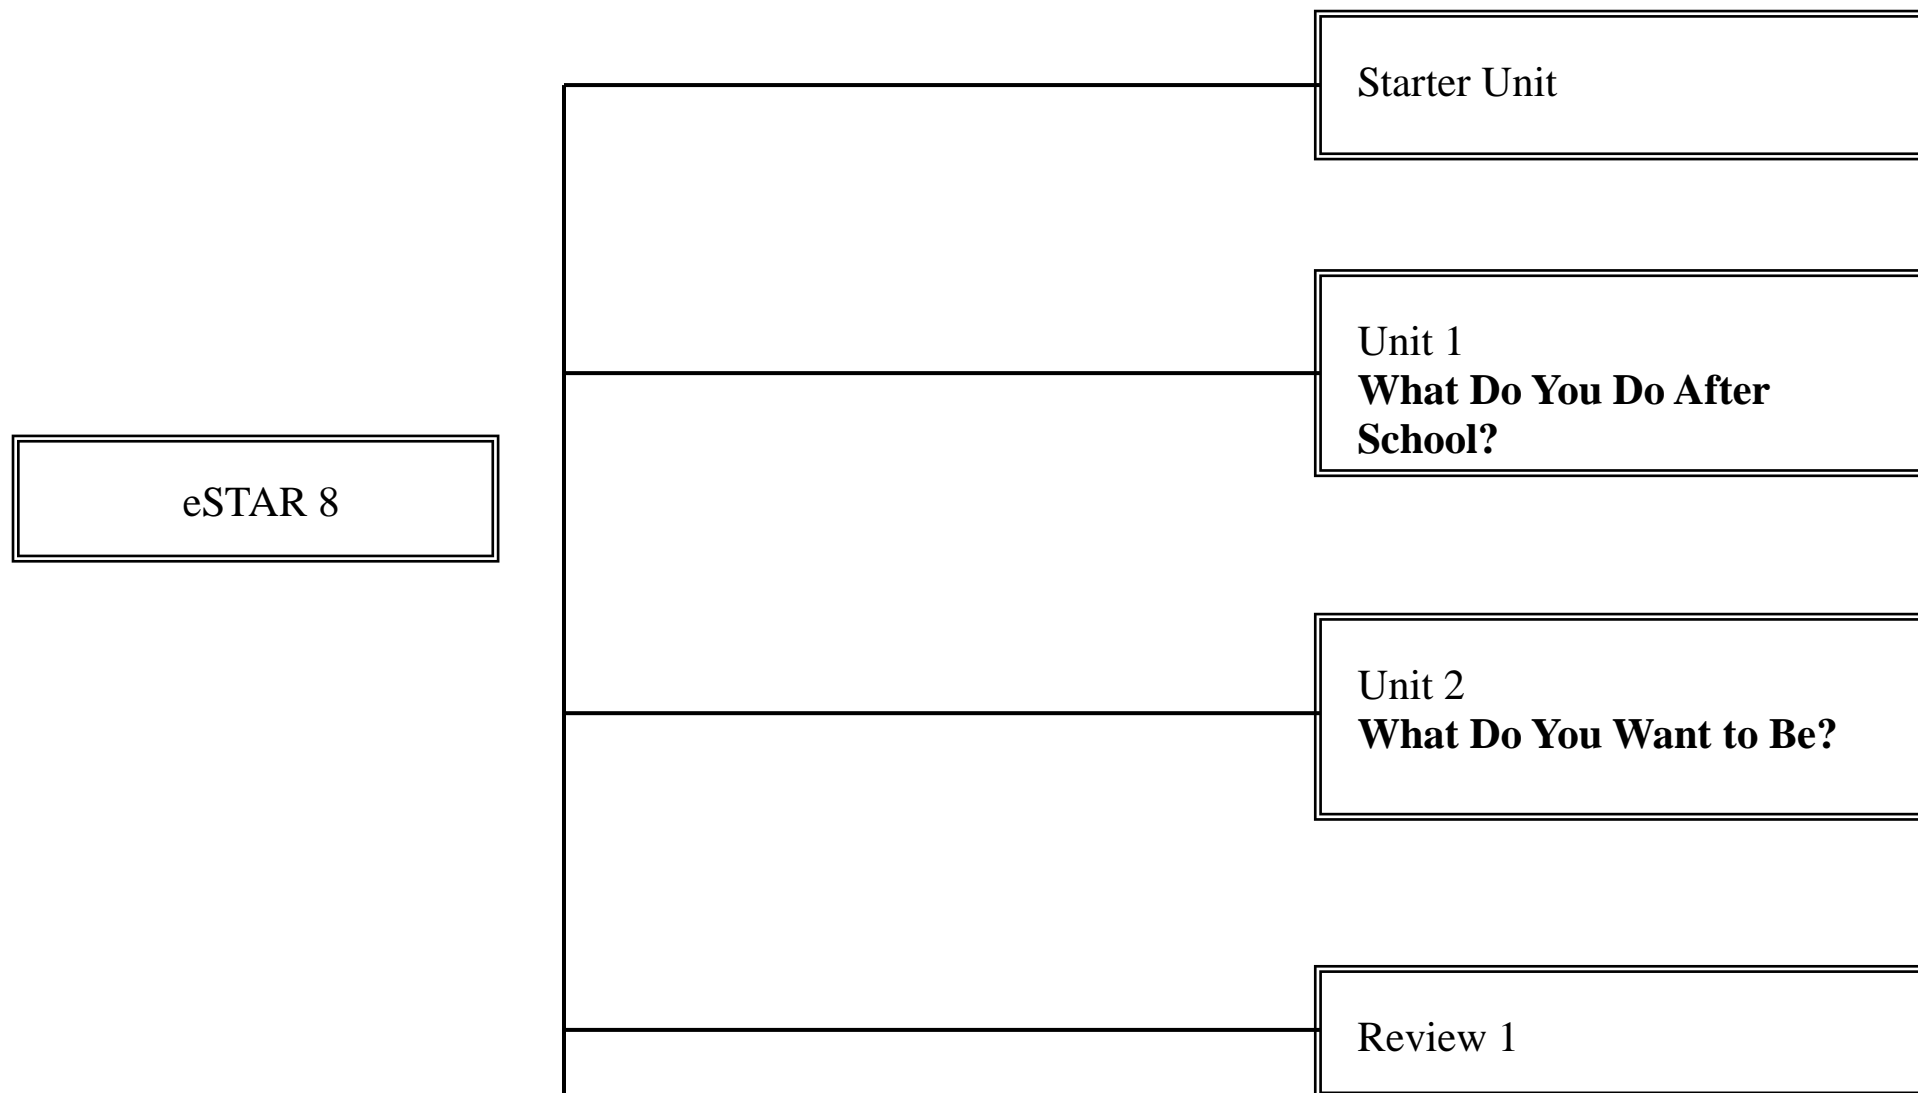 Starter Unit
Unit 1
What Do You Do After
School?
eSTAR 8
Unit 2
What Do You Want to Be?
Review 1